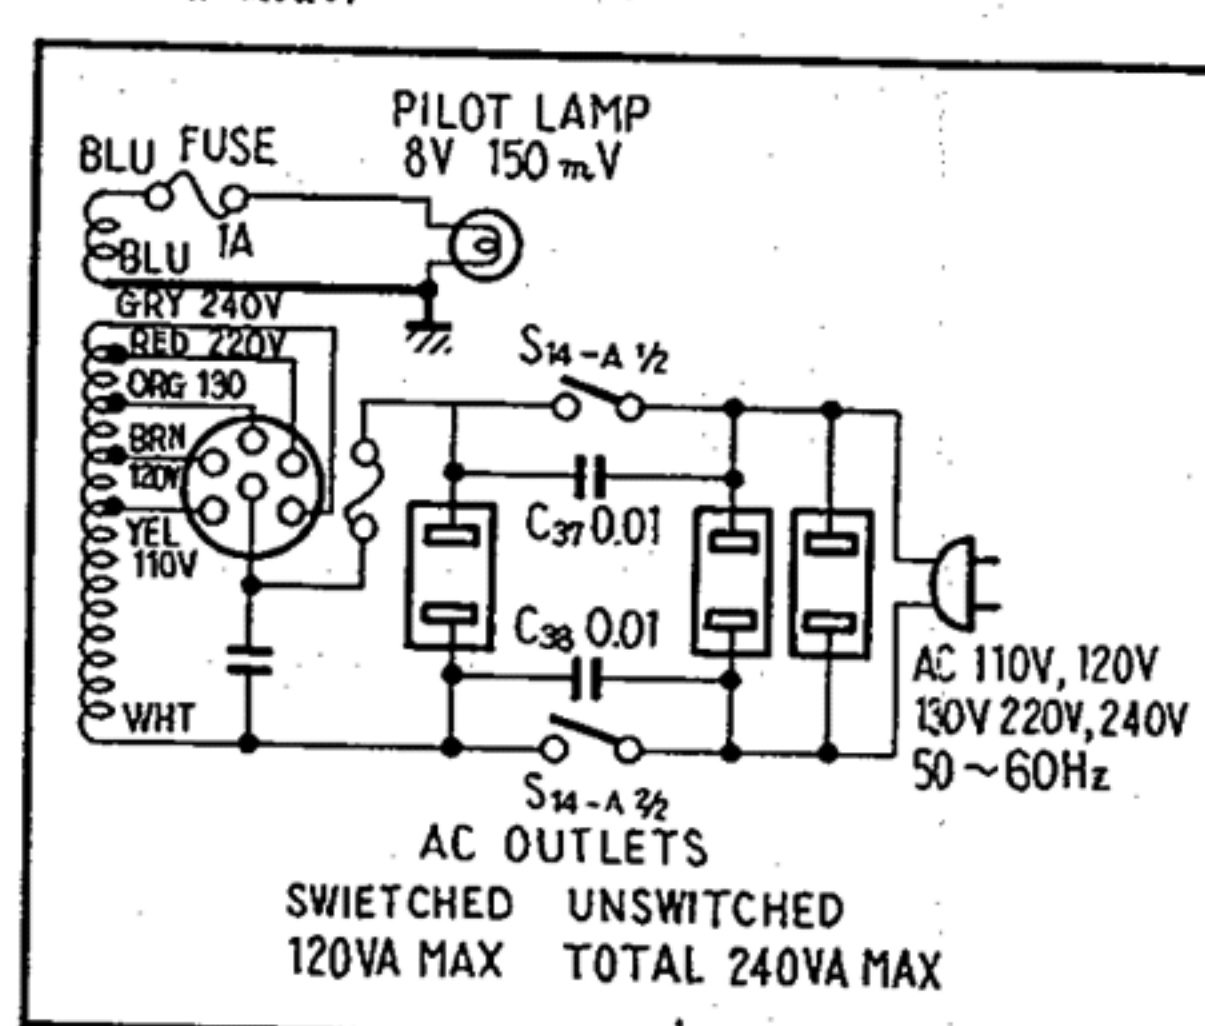 PILOT LAMP
8V 150mV
BLU FUSE
1A
BLU
GRY 240V
RED 220V
ORG 130
BRN
120V
YEL
110V
WHT
S14-A 1/2
C37 0.01
C38 0.01
S14-A 2/2
AC 110V, 120V
130V 220V, 240V
50~60Hz
AC OUTLETS
SWIETCHED UNSWITCHED
120VA MAX TOTAL 240VA MAX